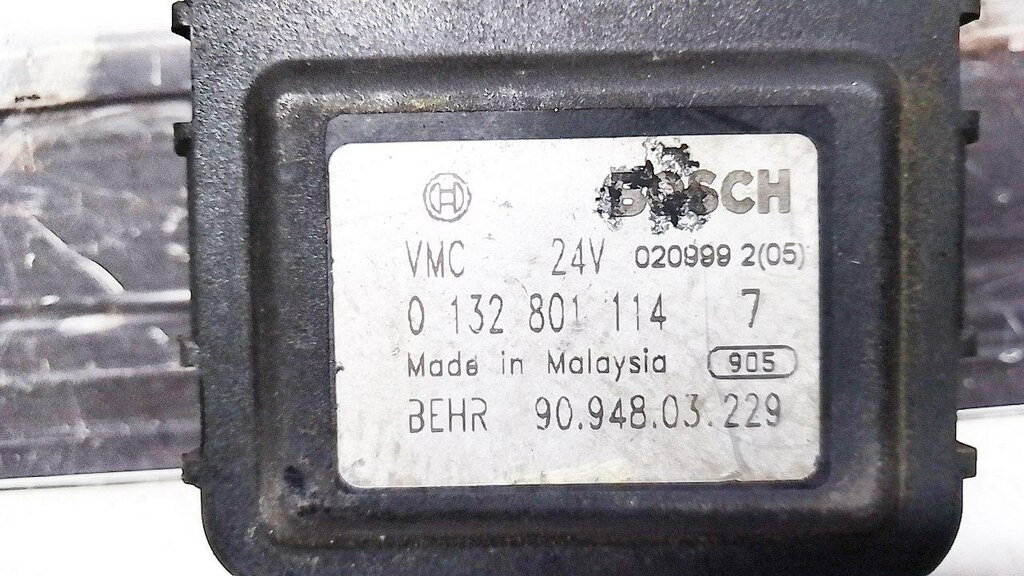 BOSCH
VMC 24V 020999 2(05)
0 132 801 114 7
Made in Malaysia 905
BEHR 90.948.03.229